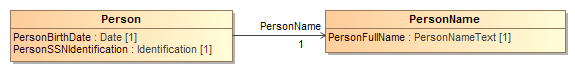 Person
PersonBirthDate : Date [1]
PersonSSNIdentification : Identification [1]
PersonName
1
PersonName
PersonFullName : PersonNameText [1]